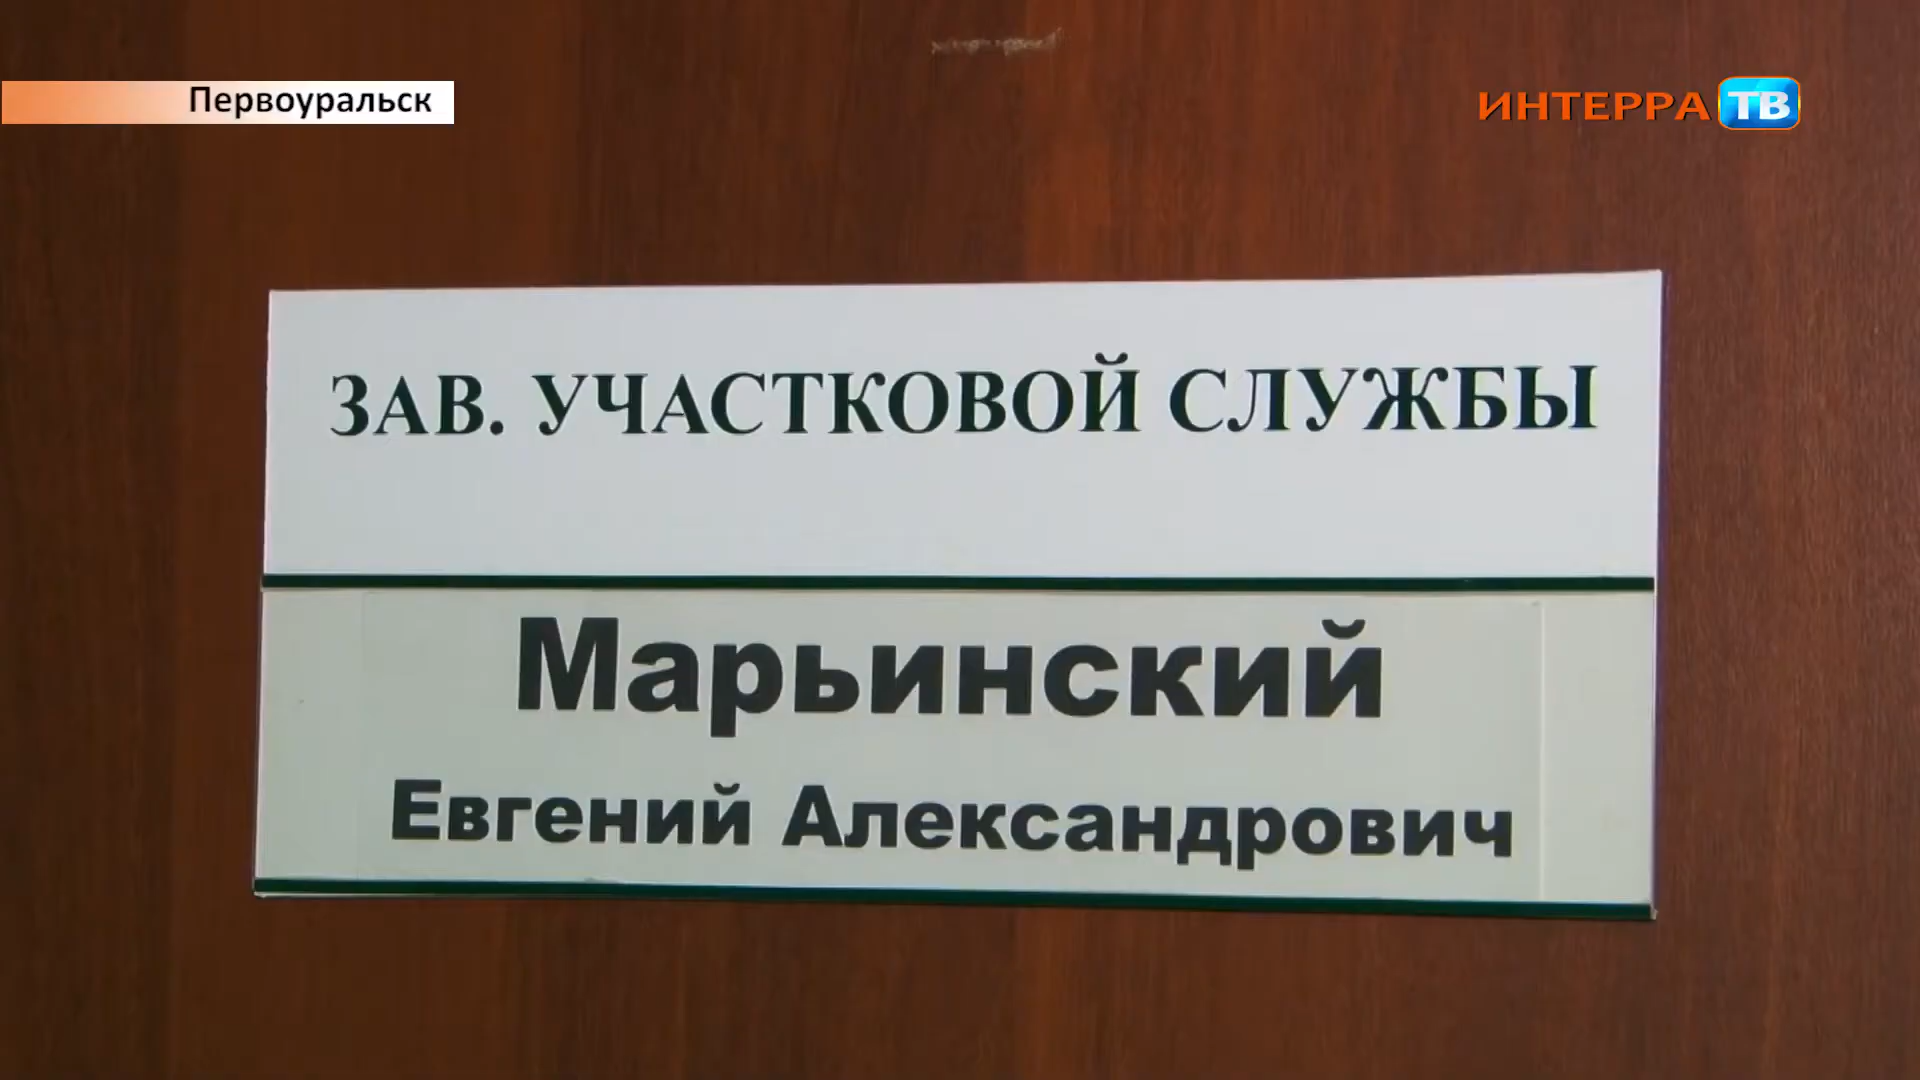 Первоуральск
ИНТЕРРА ТВ
ЗАВ. УЧАСТКОВОЙ СЛУЖБЫ
Марьинский
Евгений Александрович